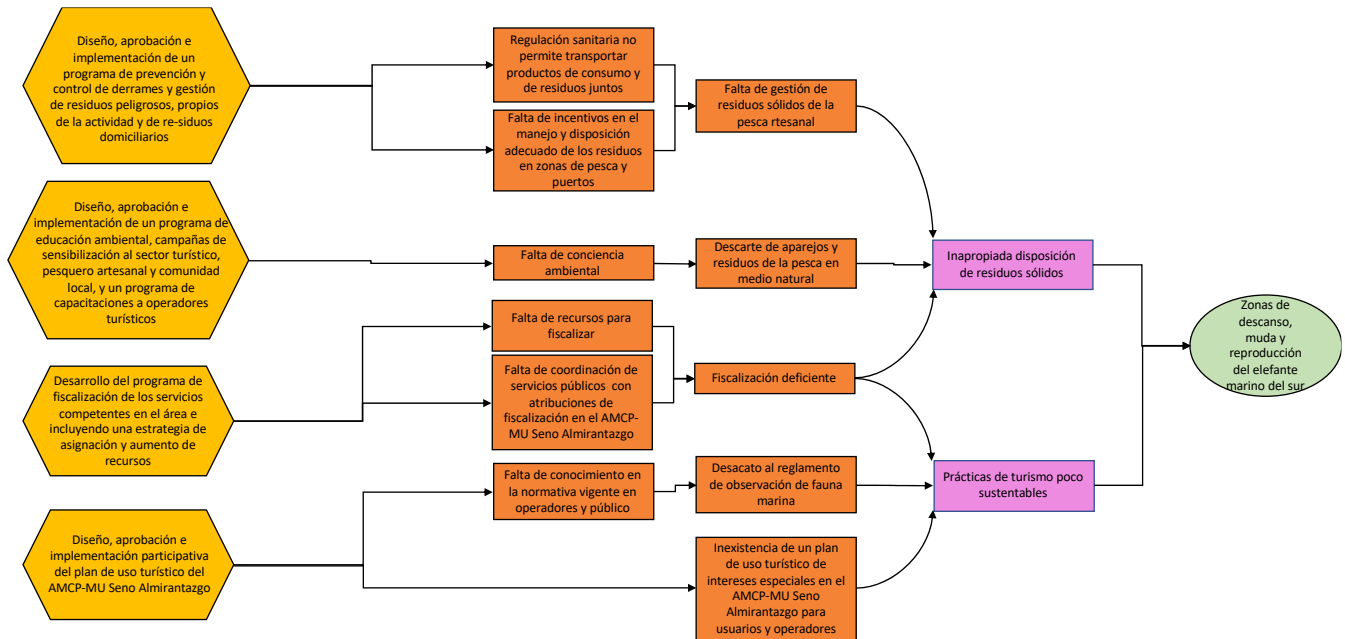 Diseño, aprobación e
implementación de un
programa de prevención y
control de derrames y gestión
de residuos peligrosos, propios
de la actividad y de re-siduos
domiciliarios
Regulación sanitaria no
permite transportar
productos de consumo y
de residuos juntos
Falta de incentivos en el
manejo y disposición
adecuado de los residuos
en zonas de pesca y
puertos
Falta de gestión de
residuos sólidos de la
pesca rtesanal
Diseño, aprobación e
implementación de un programa de
educación ambiental, campañas de
sensibilización al sector turístico,
pesquero artesanal y comunidad
local, y un programa de
capacitaciones a operadores
turísticos
Falta de conciencia
ambiental
Descarte de aparejos y
residuos de la pesca en
medio natural
Inapropiada disposición
de residuos sólidos
Zonas de
descanso,
muda y
reproducción
del elefante
marino del sur
Desarrollo del programa de
fiscalización de los servicios
competentes en el área e
incluyendo una estrategia de
asignación y aumento de
recursos
Falta de recursos para
fiscalizar
Falta de coordinación de
servicios públicos con
atribuciones de
fiscalización en el AMCP-
MU Seno Almirantazgo
Fiscalización deficiente
Falta de conocimiento en
la normativa vigente en
operadores y público
Desacato al reglamento
de observación de fauna
marina
Prácticas de turismo poco
sustentables
Diseño, aprobación e
implementación participativa
del plan de uso turístico del
AMCP-MU Seno Almirantazgo
Inexistencia de un plan
de uso turístico de
intereses especiales en el
AMCP-MU Seno
Almirantazgo para
usuarios y operadores